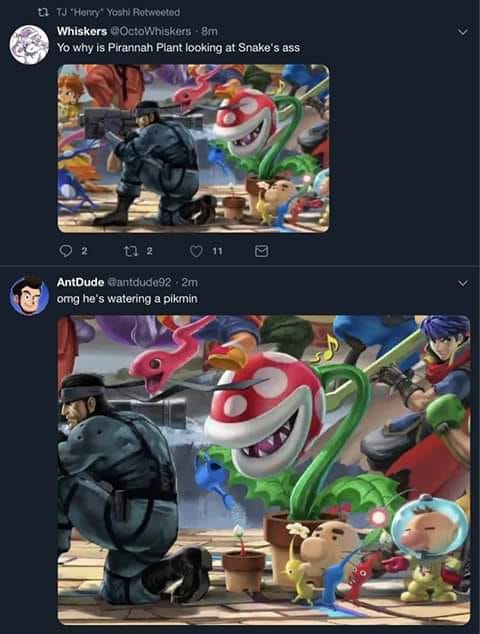 TJ "Henry" Yoshi Retweeted
Whiskers @OctoWhiskers · 8m
Yo why is Pirannah Plant looking at Snake's ass
2 2 11
AntDude @antdude92 · 2m
omg he's watering a pikmin